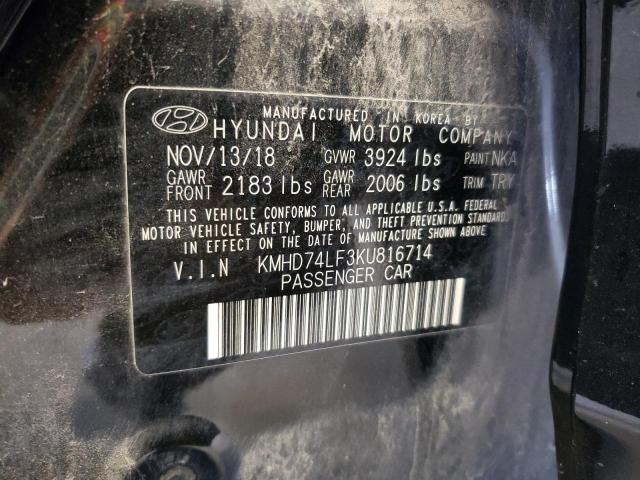 MANUFACTURED IN KOREA BY
HYUNDAI MOTOR COMPANY
NOV/13/18 GVWR 3924 lbs PAINT NKA
GAWR FRONT 2183 lbs GAWR REAR 2006 lbs TRIM TRY
THIS VEHICLE CONFORMS TO ALL APPLICABLE U.S.A. FEDERAL
MOTOR VEHICLE SAFETY, BUMPER, AND THEFT PREVENTION STANDARDS
IN EFFECT ON THE DATE OF MANUFACTURE SHOWN ABOVE.
V.I.N KMHD74LF3KU816714
PASSENGER CAR